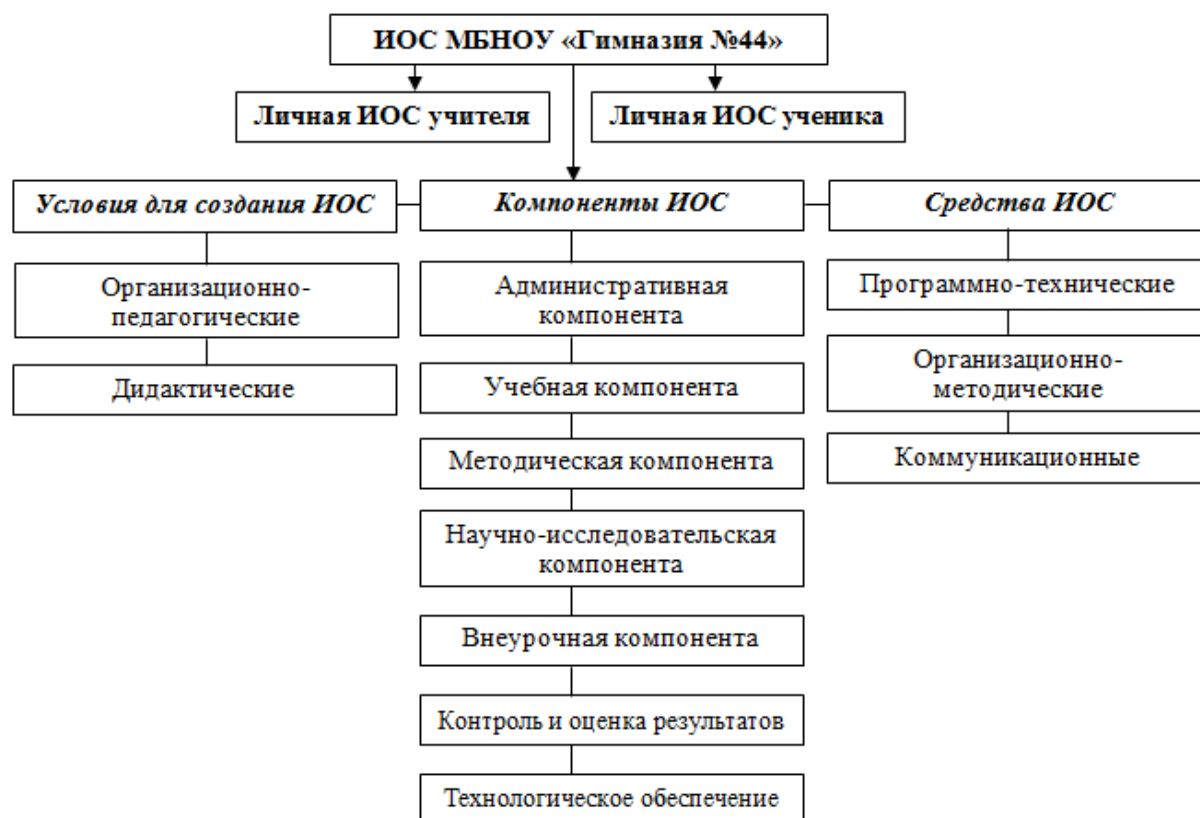 ИОС МБНОУ «Гимназия №44»
Личная ИОС учителя
Личная ИОС ученика
Условия для создания ИОС
Организационно-
педагогические
Дидактические
Компоненты ИОС
Административная
компонента
Учебная компонента
Методическая компонента
Научно-исследовательская
компонента
Внеурочная компонента
Контроль и оценка результатов
Технологическое обеспечение
Средства ИОС
Программно-технические
Организационно-
методические
Коммуникационные